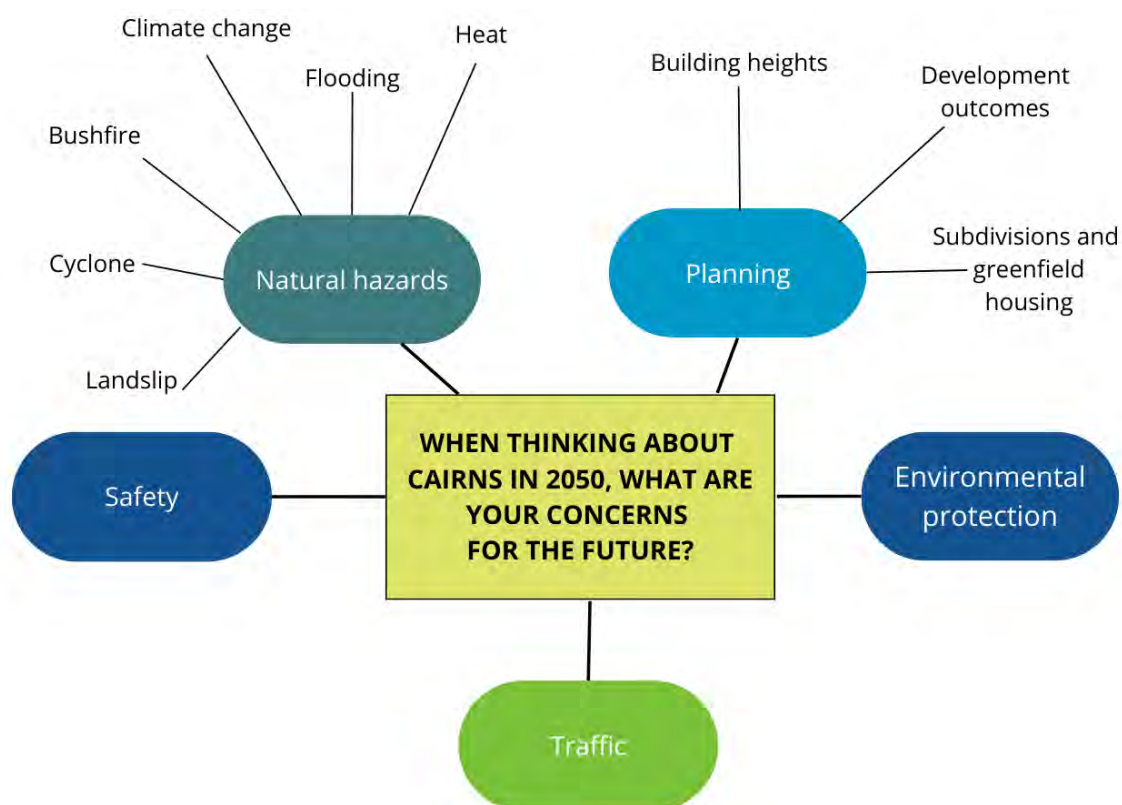 Climate change
Heat
Flooding
Bushfire
Cyclone
Landslip
Natural hazards
Building heights
Development
outcomes
Subdivisions and
greenfield
housing
Planning
WHEN THINKING ABOUT
CAIRNS IN 2050, WHAT ARE
YOUR CONCERNS
FOR THE FUTURE?
Safety
Environmental
protection
Traffic